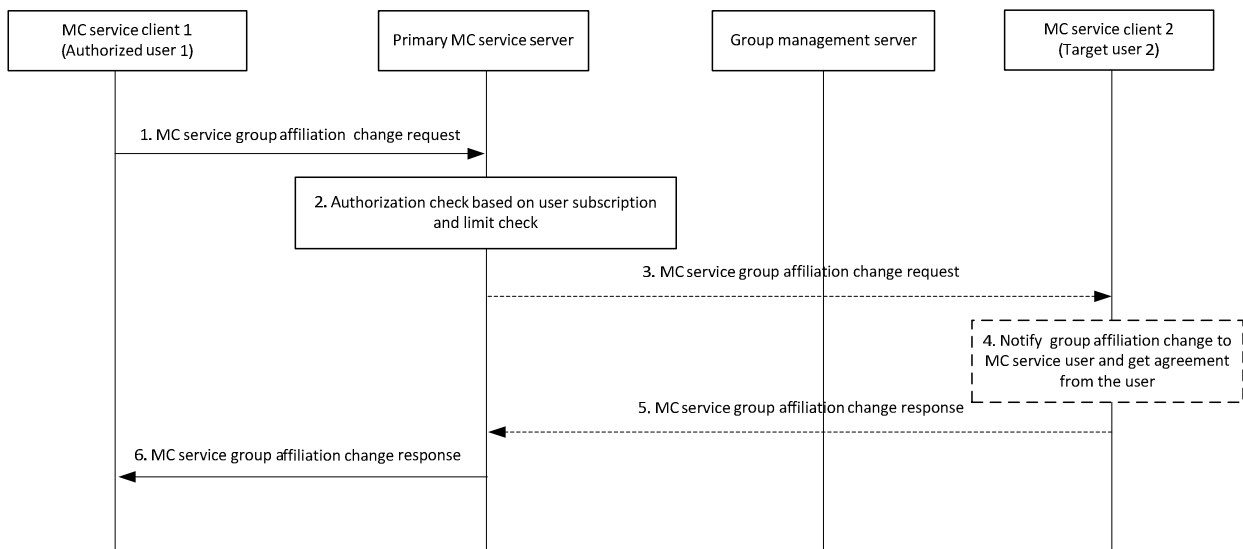 MC service client 1
(Authorized user 1)
Primary MC service server
Group management server
MC service client 2
(Target user 2)
1. MC service group affiliation change request
2. Authorization check based on user subscription
and limit check
3. MC service group affiliation change request
4. Notify group affiliation change to
MC service user and get agreement
from the user
5. MC service group affiliation change response
6. MC service group affiliation change response